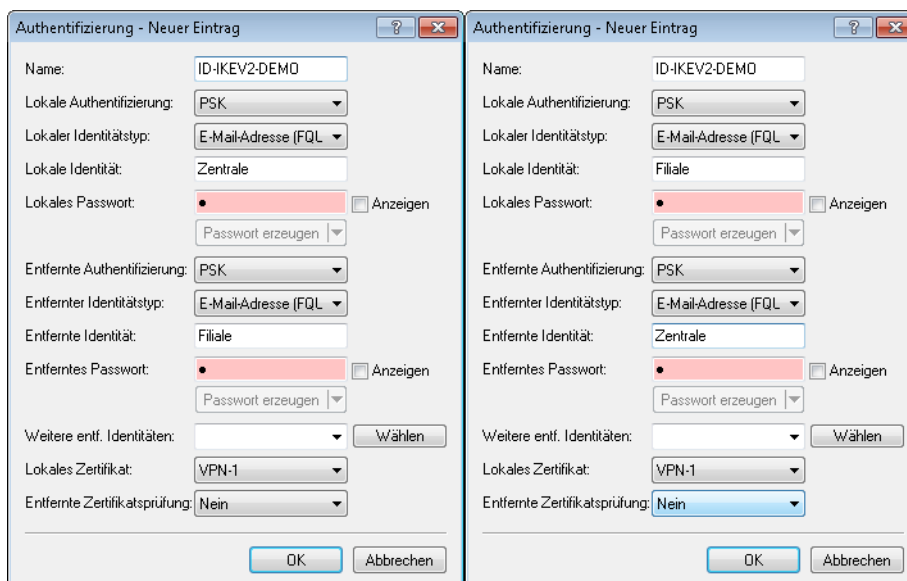 Authentifizierung - Neuer Eintrag
Name: ID-IKEV2-DEMO
Lokale Authentifizierung: PSK
Lokaler Identitätstyp: E-Mail-Adresse (FQL
Lokale Identität: Zentrale
Lokales Passwort: ● Anzeigen
Passwort erzeugen
Entfernte Authentifizierung: PSK
Entfernter Identitätstyp: E-Mail-Adresse (FQL
Entfernte Identität: Filiale
Entferntes Passwort: ● Anzeigen
Passwort erzeugen
Weitere entf. Identitäten: Wählen
Lokales Zertifikat: VPN-1
Entfernte Zertifikatsprüfung: Nein
OK Abbrechen
Authentifizierung - Neuer Eintrag
Name: ID-IKEV2-DEMO
Lokale Authentifizierung: PSK
Lokaler Identitätstyp: E-Mail-Adresse (FQL
Lokale Identität: Filiale
Lokales Passwort: ● Anzeigen
Passwort erzeugen
Entfernte Authentifizierung: PSK
Entfernter Identitätstyp: E-Mail-Adresse (FQL
Entfernte Identität: Zentrale
Entferntes Passwort: ● Anzeigen
Passwort erzeugen
Weitere entf. Identitäten: Wählen
Lokales Zertifikat: VPN-1
Entfernte Zertifikatsprüfung: Nein
OK Abbrechen